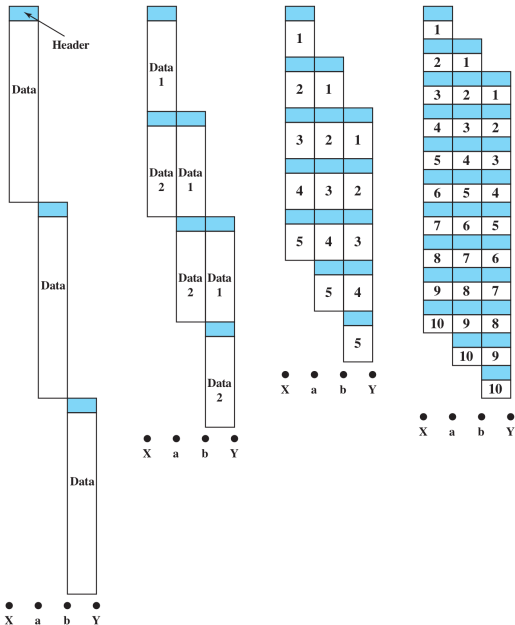 Header
Data
Data
Data
X a b Y
Data
1
Data Data
2 1
Data Data
2 1
Data
2
X a b Y
1
2 1
3 2 1
4 3 2
5 4 3
5 4
5
X a b Y
1
2 1
3 2 1
4 3 2
5 4 3
6 5 4
7 6 5
8 7 6
9 8 7
10 9 8
10 9
10
X a b Y